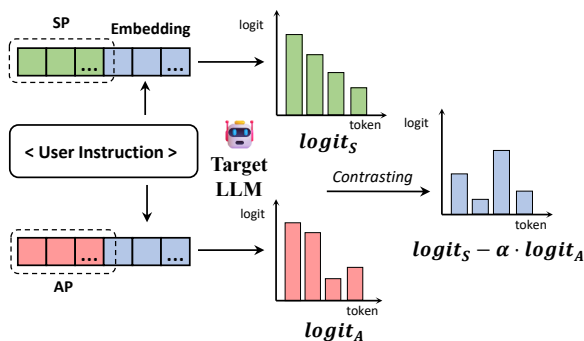 SP
Embedding
...
...
logit
token
logit_S
< User Instruction >
Target
LLM
Contrasting
logit
token
logit_S − α · logit_A
...
...
AP
logit
token
logit_A